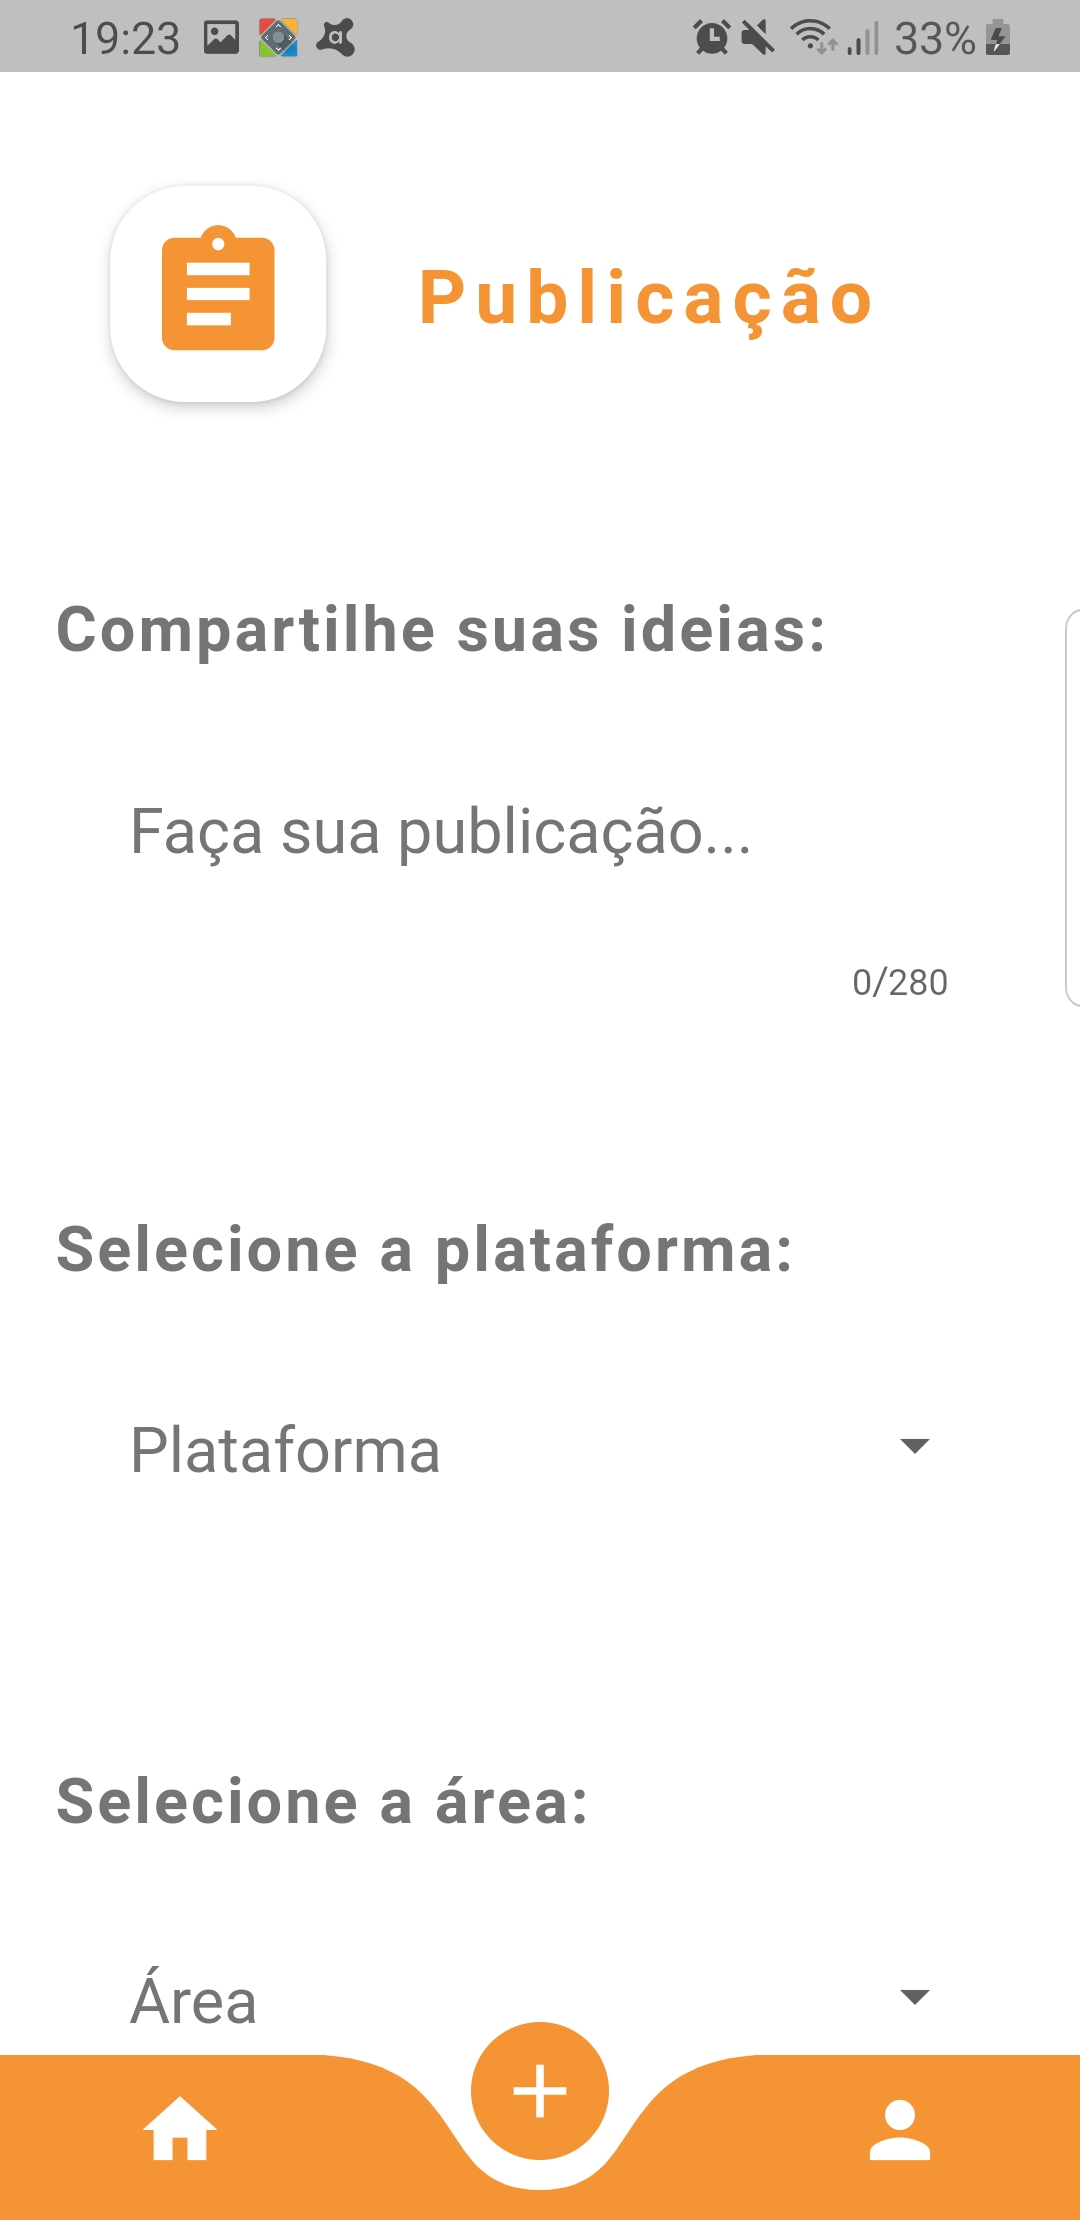 19:23
33%
Publicação
Compartilhe suas ideias:
Faça sua publicação...
0/280
Selecione a plataforma:
Plataforma
Selecione a área:
Área